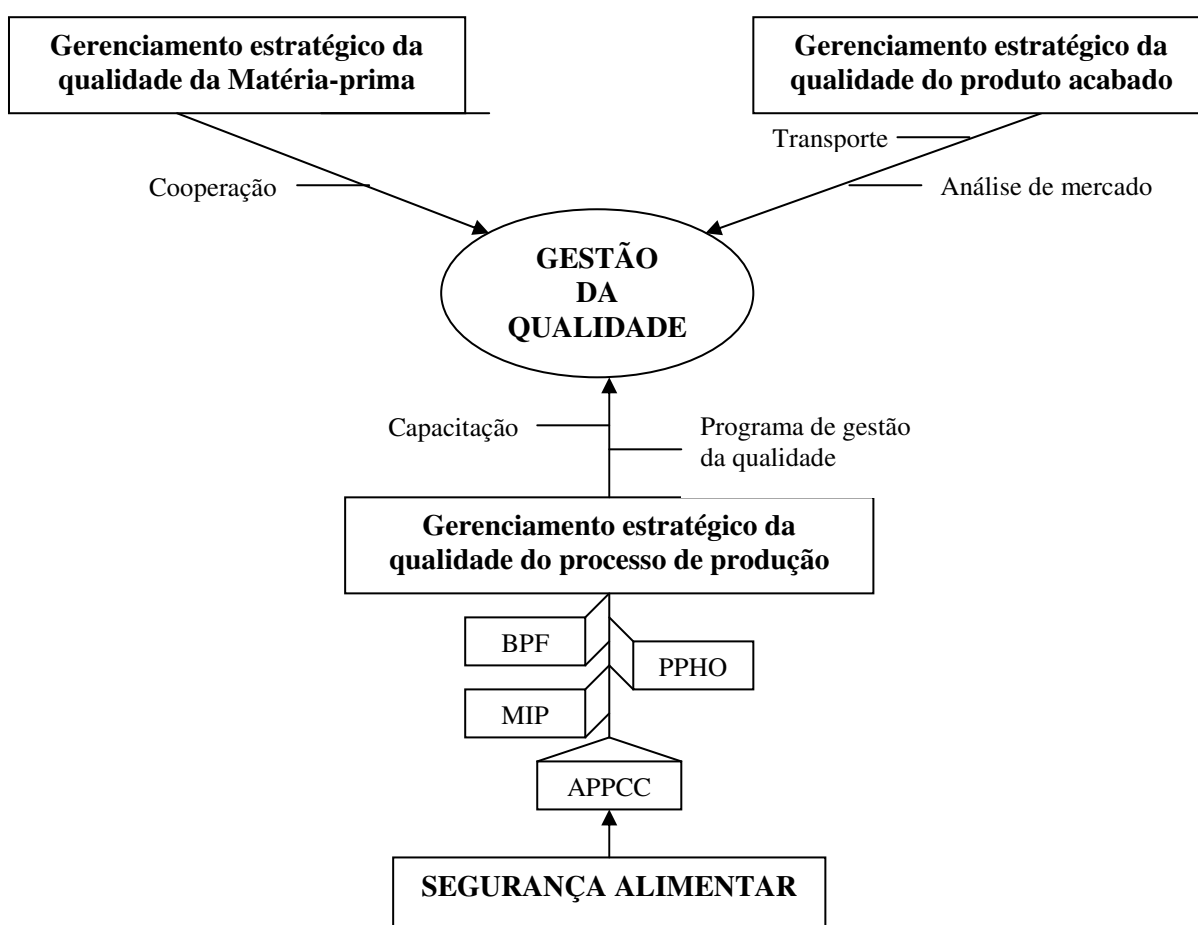 Gerenciamento estratégico da
qualidade da Matéria-prima
Gerenciamento estratégico da
qualidade do produto acabado
Transporte
Cooperação
Análise de mercado
GESTÃO
DA
QUALIDADE
Capacitação
Programa de gestão
da qualidade
Gerenciamento estratégico da
qualidade do processo de produção
BPF
PPHO
MIP
APPCC
SEGURANÇA ALIMENTAR